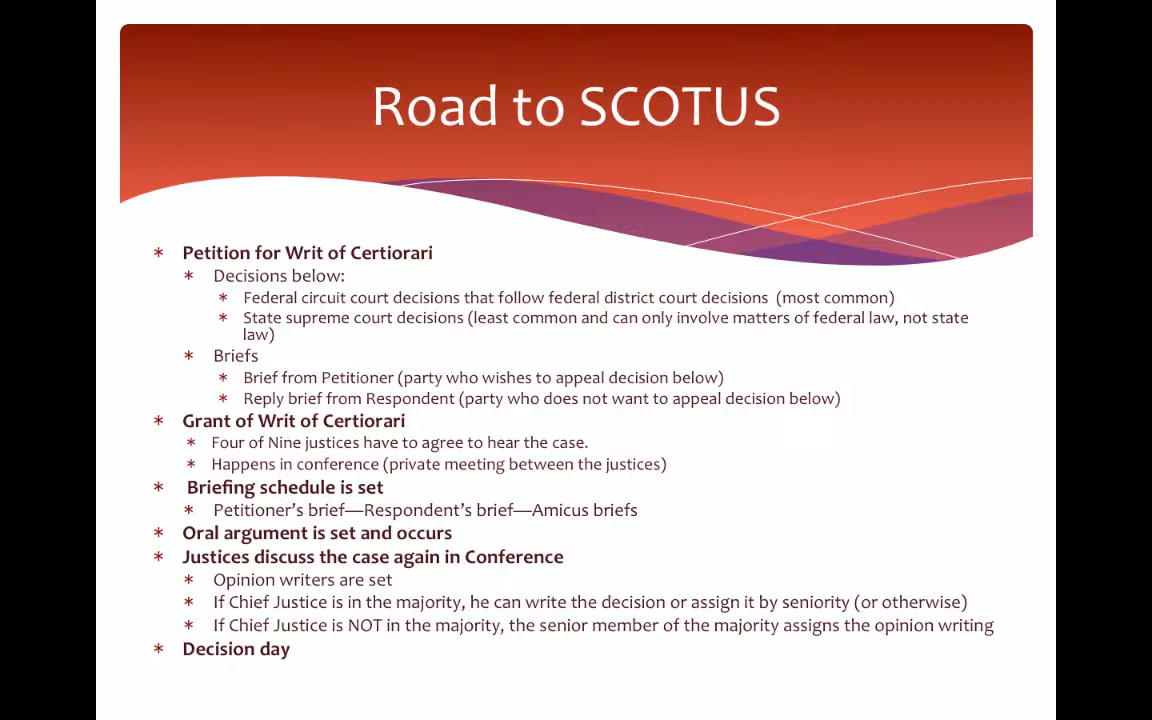 Road to SCOTUS
* Petition for Writ of Certiorari
* Decisions below:
* Federal circuit court decisions that follow federal district court decisions (most common)
* State supreme court decisions (least common and can only involve matters of federal law, not state
law)
* Briefs
* Brief from Petitioner (party who wishes to appeal decision below)
* Reply brief from Respondent (party who does not want to appeal decision below)
* Grant of Writ of Certiorari
* Four of Nine justices have to agree to hear the case.
* Happens in conference (private meeting between the justices)
* Briefing schedule is set
* Petitioner’s brief—Respondent’s brief—Amicus briefs
* Oral argument is set and occurs
* Justices discuss the case again in Conference
* Opinion writers are set
* If Chief Justice is in the majority, he can write the decision or assign it by seniority (or otherwise)
* If Chief Justice is NOT in the majority, the senior member of the majority assigns the opinion writing
* Decision day